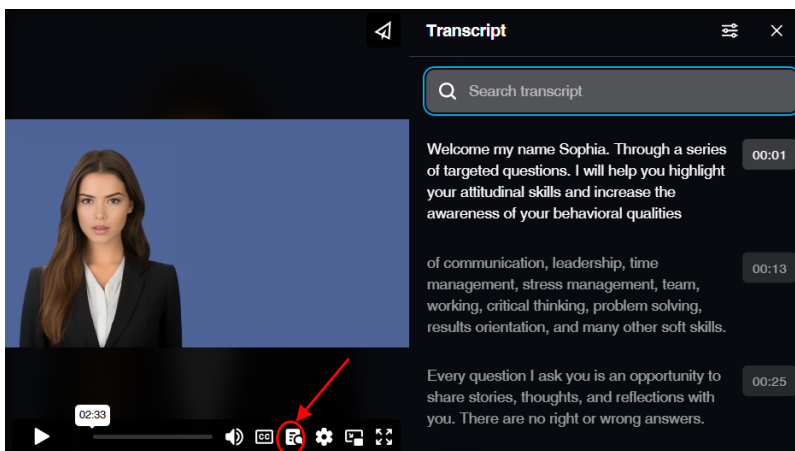 Transcript
Search transcript
Welcome my name Sophia. Through a series
of targeted questions. I will help you highlight
your attitudinal skills and increase the
awareness of your behavioral qualities
00:01
of communication, leadership, time
management, stress management, team,
working, critical thinking, problem solving,
results orientation, and many other soft skills.
00:13
Every question I ask you is an opportunity to
share stories, thoughts, and reflections with
you. There are no right or wrong answers.
00:25
02:33
CC